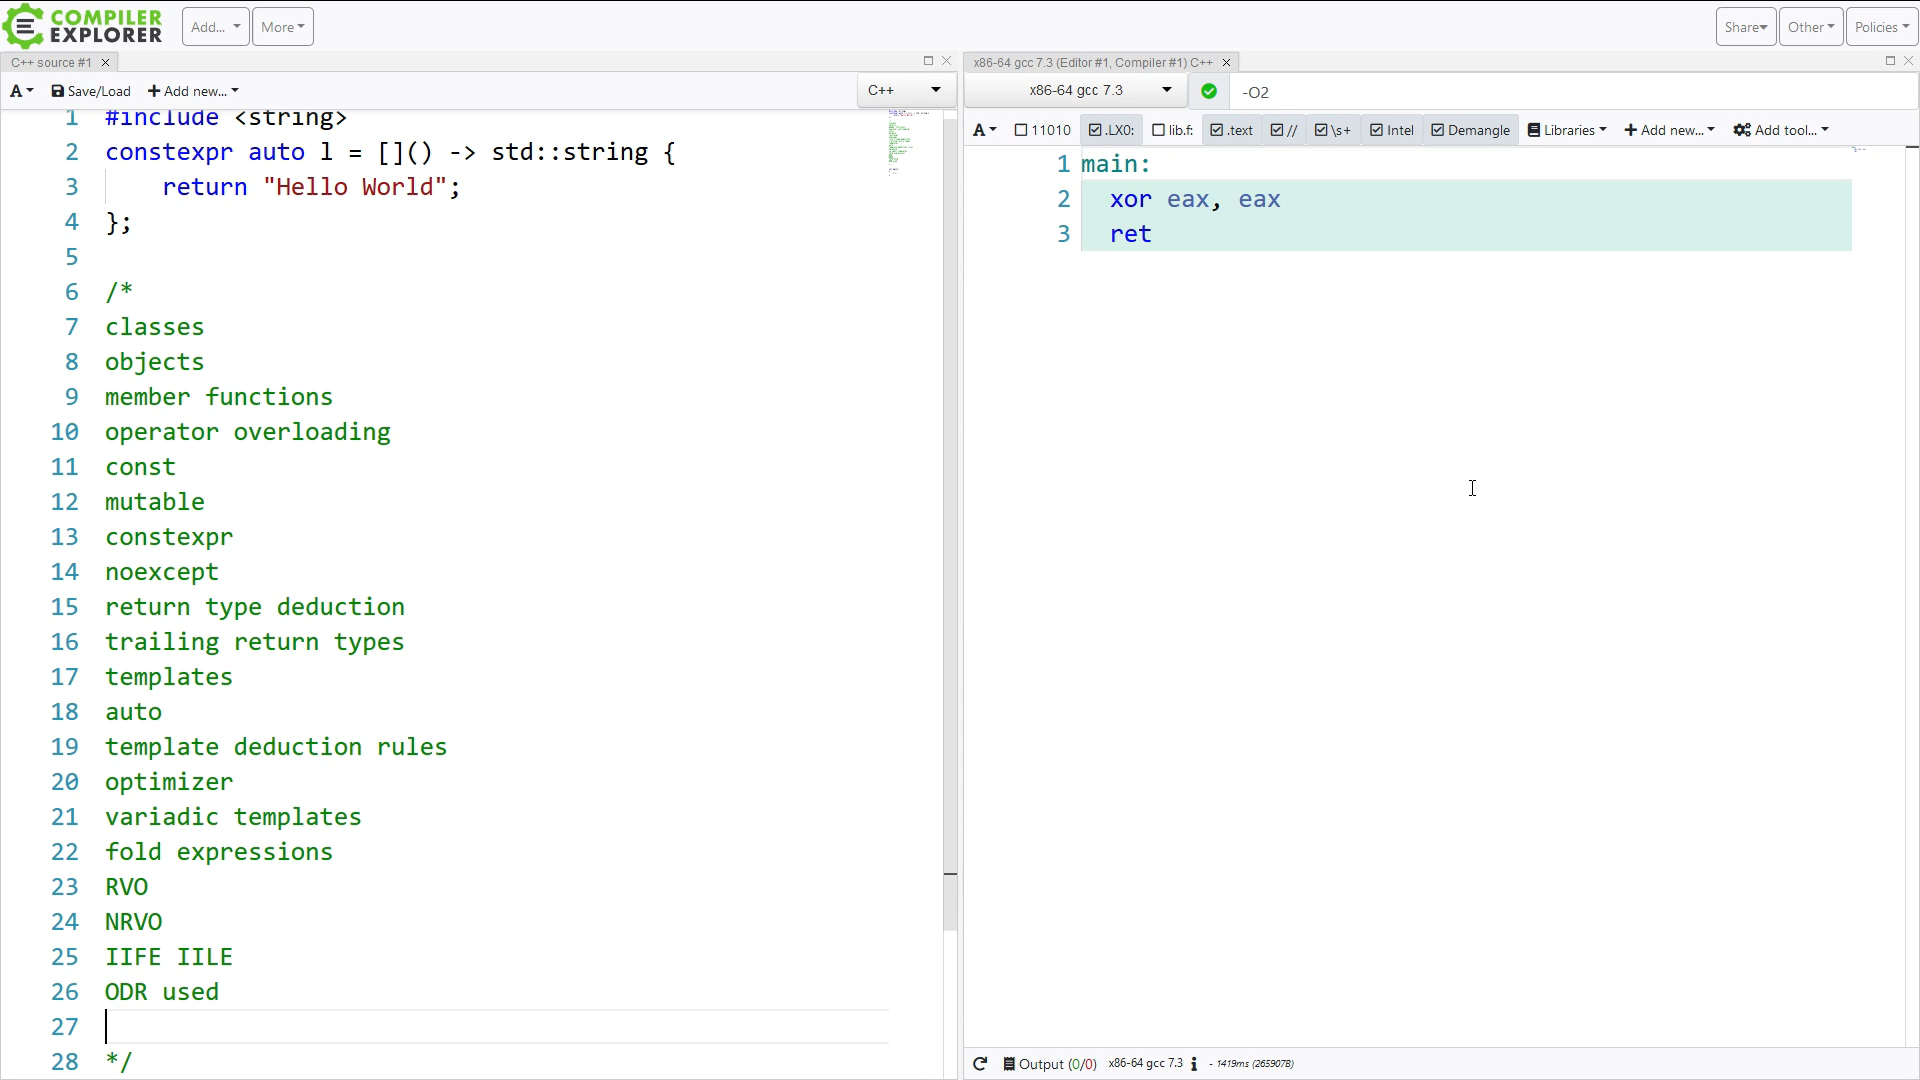 COMPILER
EXPLORER
Add...
More
Share
Other
Policies
C++ source #1
A
Save/Load
Add new...
C++
1 #include <string>
2 constexpr auto l = []() -> std::string {
3 return "Hello World";
4 };
5
6 /*
7 classes
8 objects
9 member functions
10 operator overloading
11 const
12 mutable
13 constexpr
14 noexcept
15 return type deduction
16 trailing return types
17 templates
18 auto
19 template deduction rules
20 optimizer
21 variadic templates
22 fold expressions
23 RVO
24 NRVO
25 IIFE IILE
26 ODR used
27
28 */
x86-64 gcc 7.3 (Editor #1, Compiler #1) C++
x86-64 gcc 7.3
-O2
A
11010
.LX0:
lib.f:
.text
//
\s+
Intel
Demangle
Libraries
Add new...
Add tool...
1 main:
2 xor eax, eax
3 ret
Output (0/0) x86-64 gcc 7.3 i - 1419ms (265907B)